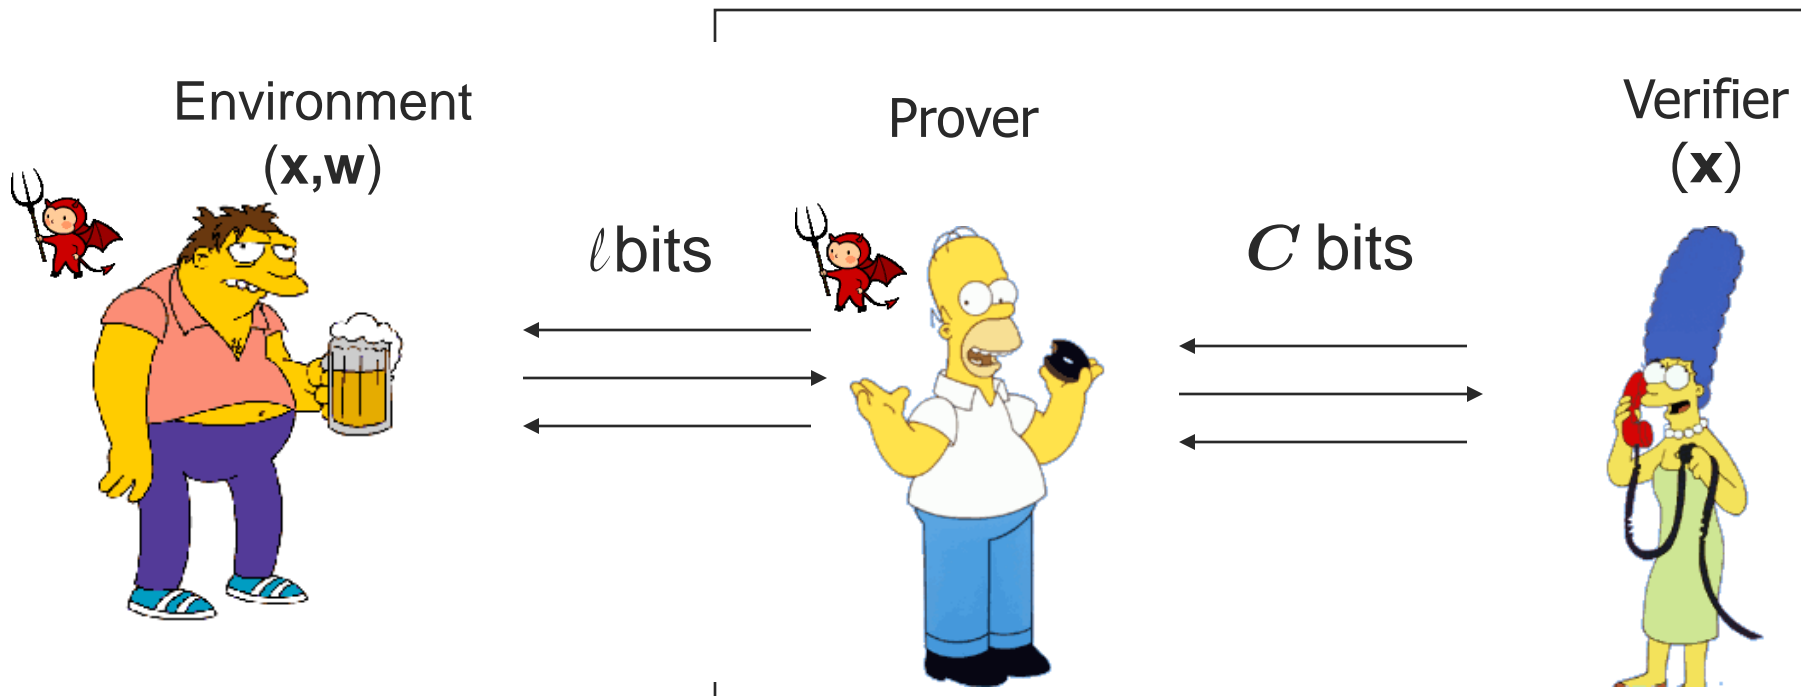 Environment
(x,w)
ℓ bits
Prover
C bits
Verifier
(x)